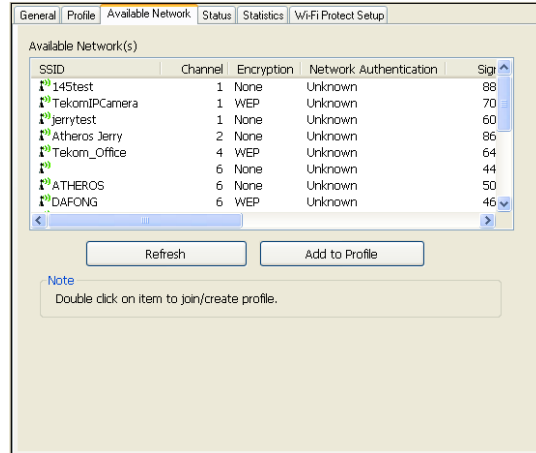 General Profile Available Network Status Statistics Wi-Fi Protect Setup
Available Network(s)
SSID Channel Encryption Network Authentication Sigr
145test 1 None Unknown 88
TekomIPCamera 1 WEP Unknown 70
jerrytest 1 None Unknown 60
Atheros Jerry 2 None Unknown 86
Tekom_Office 4 WEP Unknown 64
6 None Unknown 44
ATHEROS 6 None Unknown 50
DAFONG 6 WEP Unknown 46
Refresh Add to Profile
Note
Double click on item to join/create profile.